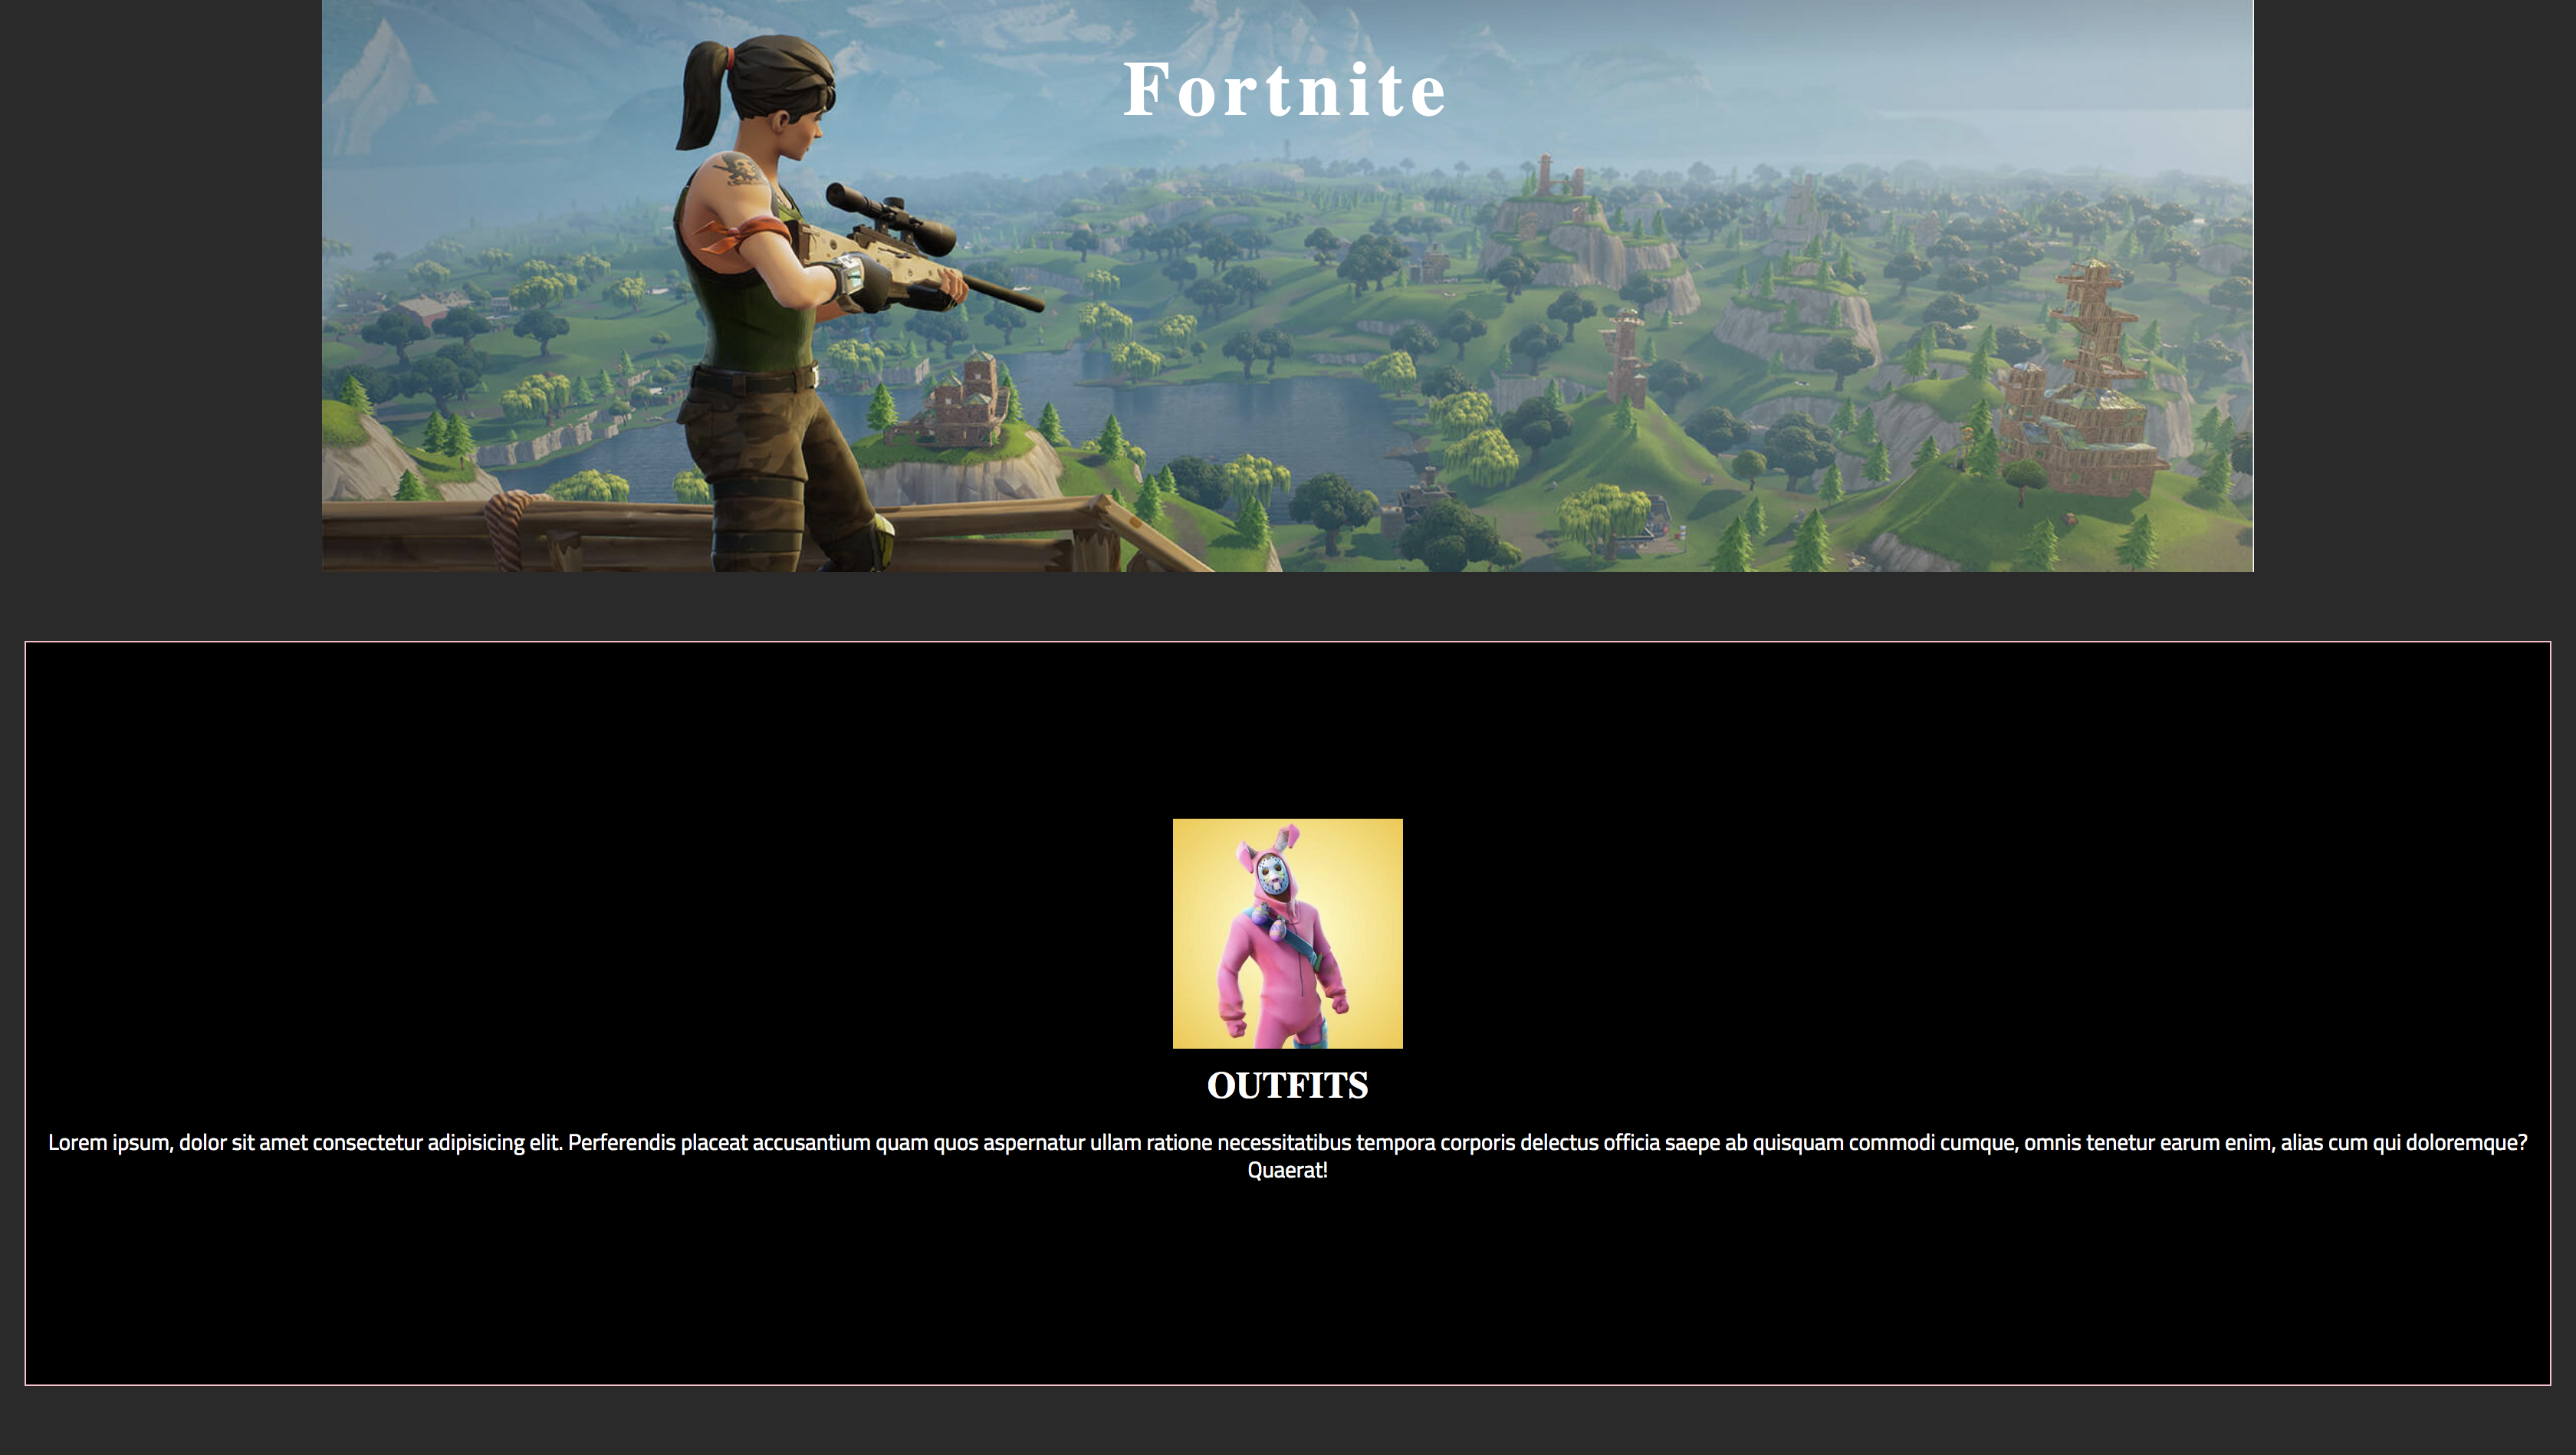 Fortnite
OUTFITS
Lorem ipsum, dolor sit amet consectetur adipisicing elit. Perferendis placeat accusantium quam quos aspernatur ullam ratione necessitatibus tempora corporis delectus officia saepe ab quisquam commodi cumque, omnis tenetur earum enim, alias cum qui doloremque?
Quaerat!